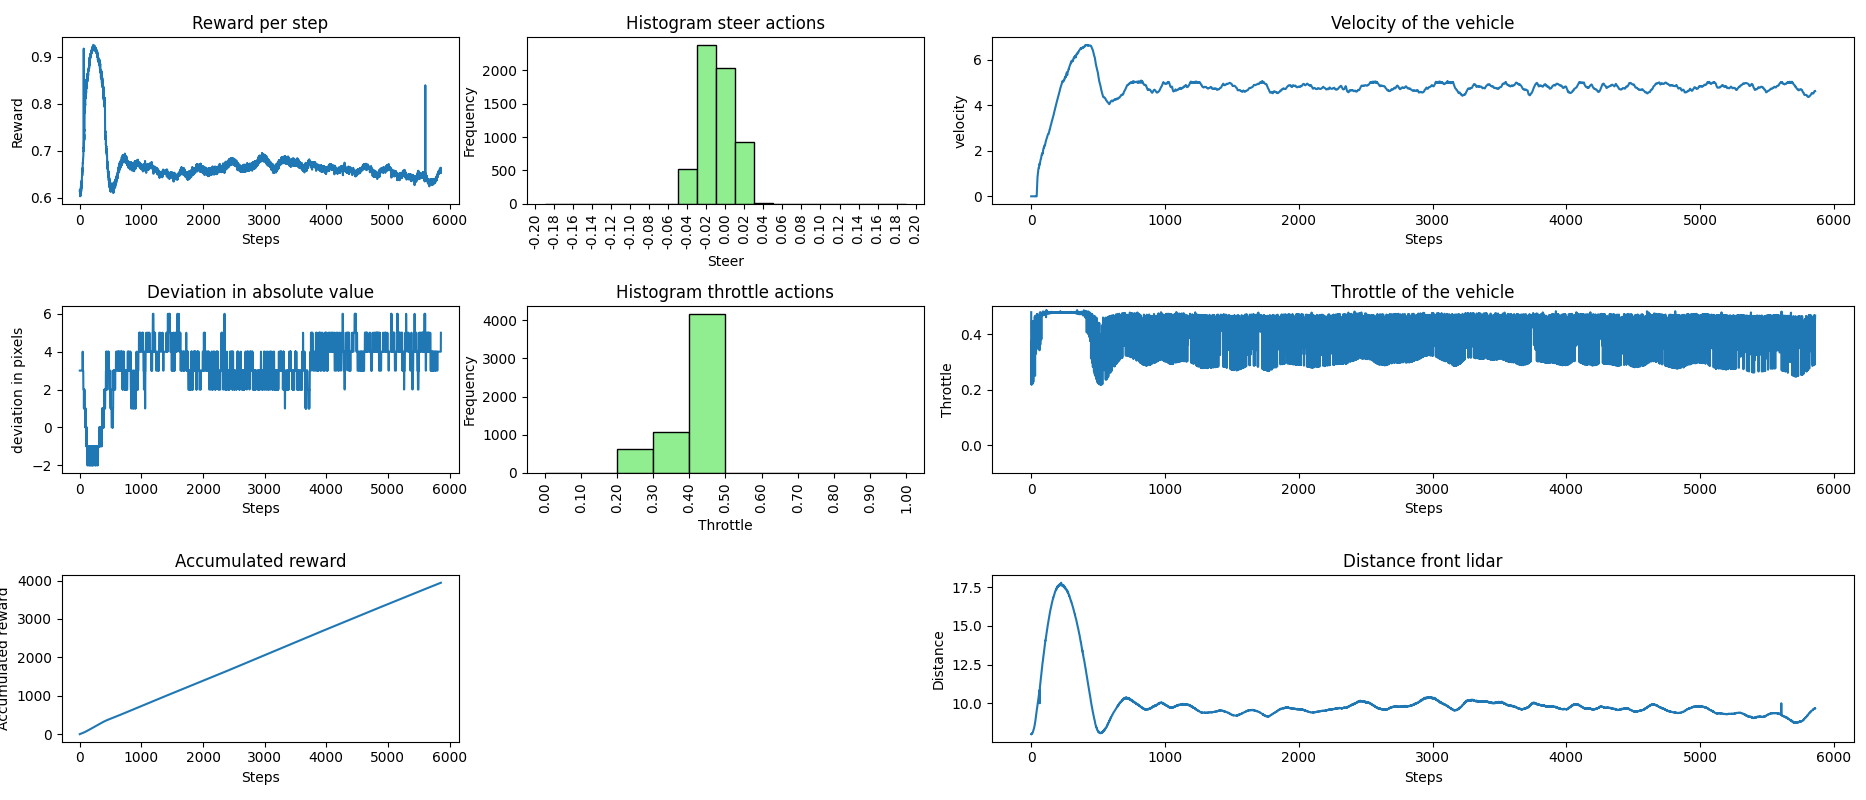 Reward per step
Reward
0.9
0.8
0.7
0.6
0 1000 2000 3000 4000 5000 6000
Steps
Histogram steer actions
Frequency
2000
1500
1000
500
0
-0.20 -0.18 -0.16 -0.14 -0.12 -0.10 -0.08 -0.06 -0.04 -0.02 0.00 0.02 0.04 0.06 0.08 0.10 0.12 0.14 0.16 0.18 0.20
Steer
Velocity of the vehicle
velocity
6
4
2
0
0 1000 2000 3000 4000 5000 6000
Steps
Deviation in absolute value
deviation in pixels
6
4
2
0
−2
0 1000 2000 3000 4000 5000 6000
Steps
Histogram throttle actions
Frequency
4000
3000
2000
1000
0
0.00 0.10 0.20 0.30 0.40 0.50 0.60 0.70 0.80 0.90 1.00
Throttle
Throttle of the vehicle
Throttle
0.4
0.2
0.0
0 1000 2000 3000 4000 5000 6000
Steps
Accumulated reward
Accumulated reward
4000
3000
2000
1000
0
0 1000 2000 3000 4000 5000 6000
Steps
Distance front lidar
Distance
17.5
15.0
12.5
10.0
0 1000 2000 3000 4000 5000 6000
Steps